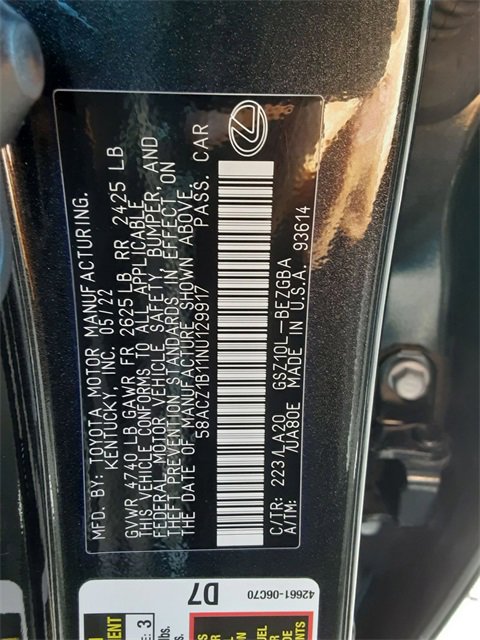 MFD. BY: TOYOTA MOTOR MANUFACTURING.
KENTUCKY, INC. 05/22
GVWR 4740 LB GAWR FR 2625 LB RR 2425 LB
THIS VEHICLE CONFORMS TO ALL APPLICABLE
FEDERAL MOTOR VEHICLE SAFETY, BUMPER, AND
THEFT PREVENTION STANDARDS IN EFFECT ON
THE DATE OF MANUFACTURE SHOWN ABOVE.
58ACZ1B11NU129917 PASS. CAR
C/TR: 223/LA20 GSZ10L-BEZGBA
A/TM: /UA80E MADE IN U.S.A. 93614
42661-06C70
D7
E: 3
lbs.